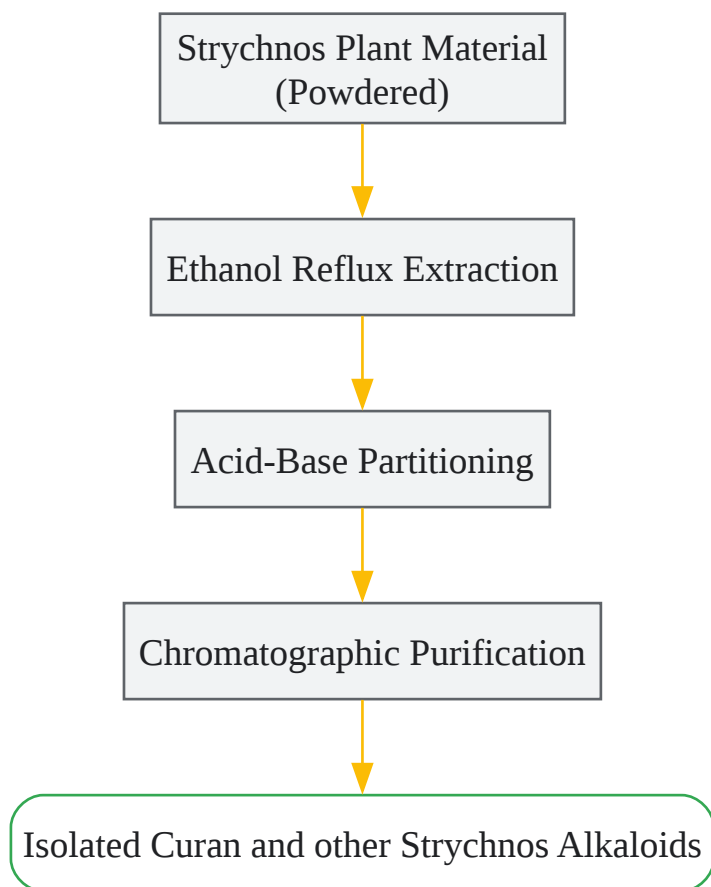 Strychnos Plant Material
(Powdered)
Ethanol Reflux Extraction
Acid-Base Partitioning
Chromatographic Purification
Isolated Curan and other Strychnos Alkaloids